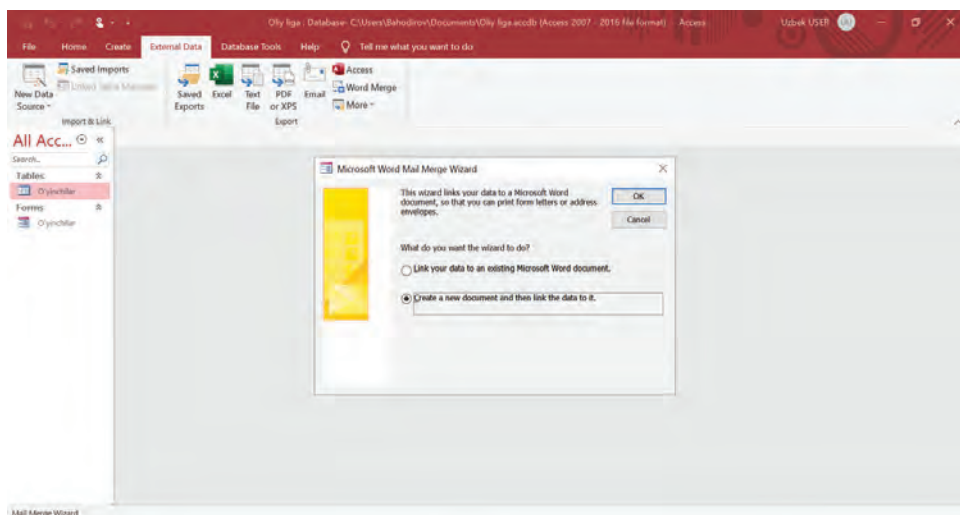 Oliy liga : Database- C:\Users\Bahodirov\Documents\Oliy liga.accdb (Access 2007 - 2016 file format) Access
Uzbek USER
File Home Create External Data Database Tools Help Tell me what you want to do
New Data Source
Saved Imports
Linked Table Manager
Import & Link
Saved Exports
Excel
Text File
PDF or XPS
Email
Access
Word Merge
More
Export
All Acc...
Search..
Tables
O'yinchilar
Forms
O'yinchilar
Microsoft Word Mail Merge Wizard
This wizard links your data to a Microsoft Word
document, so that you can print form letters or address
envelopes.
OK
Cancel
What do you want the wizard to do?
Link your data to an existing Microsoft Word document.
Create a new document and then link the data to it.
Mail Merge Wizard